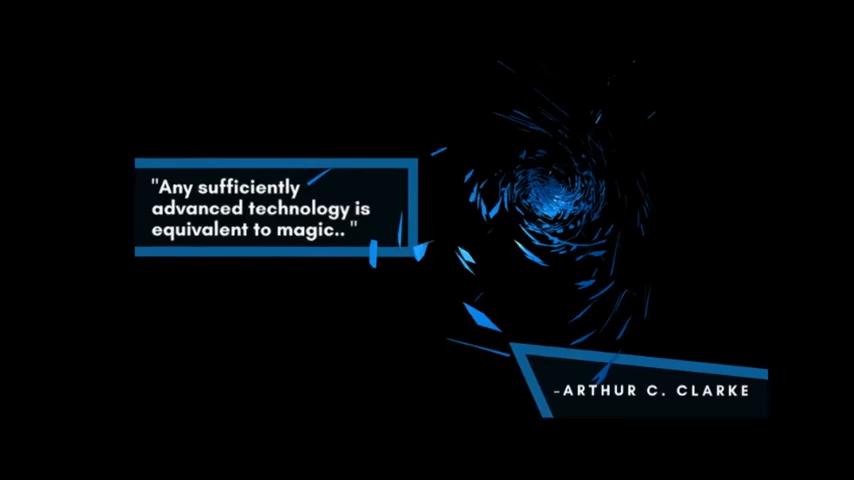 "Any sufficiently
advanced technology is
equivalent to magic.. "
–ARTHUR C. CLARKE